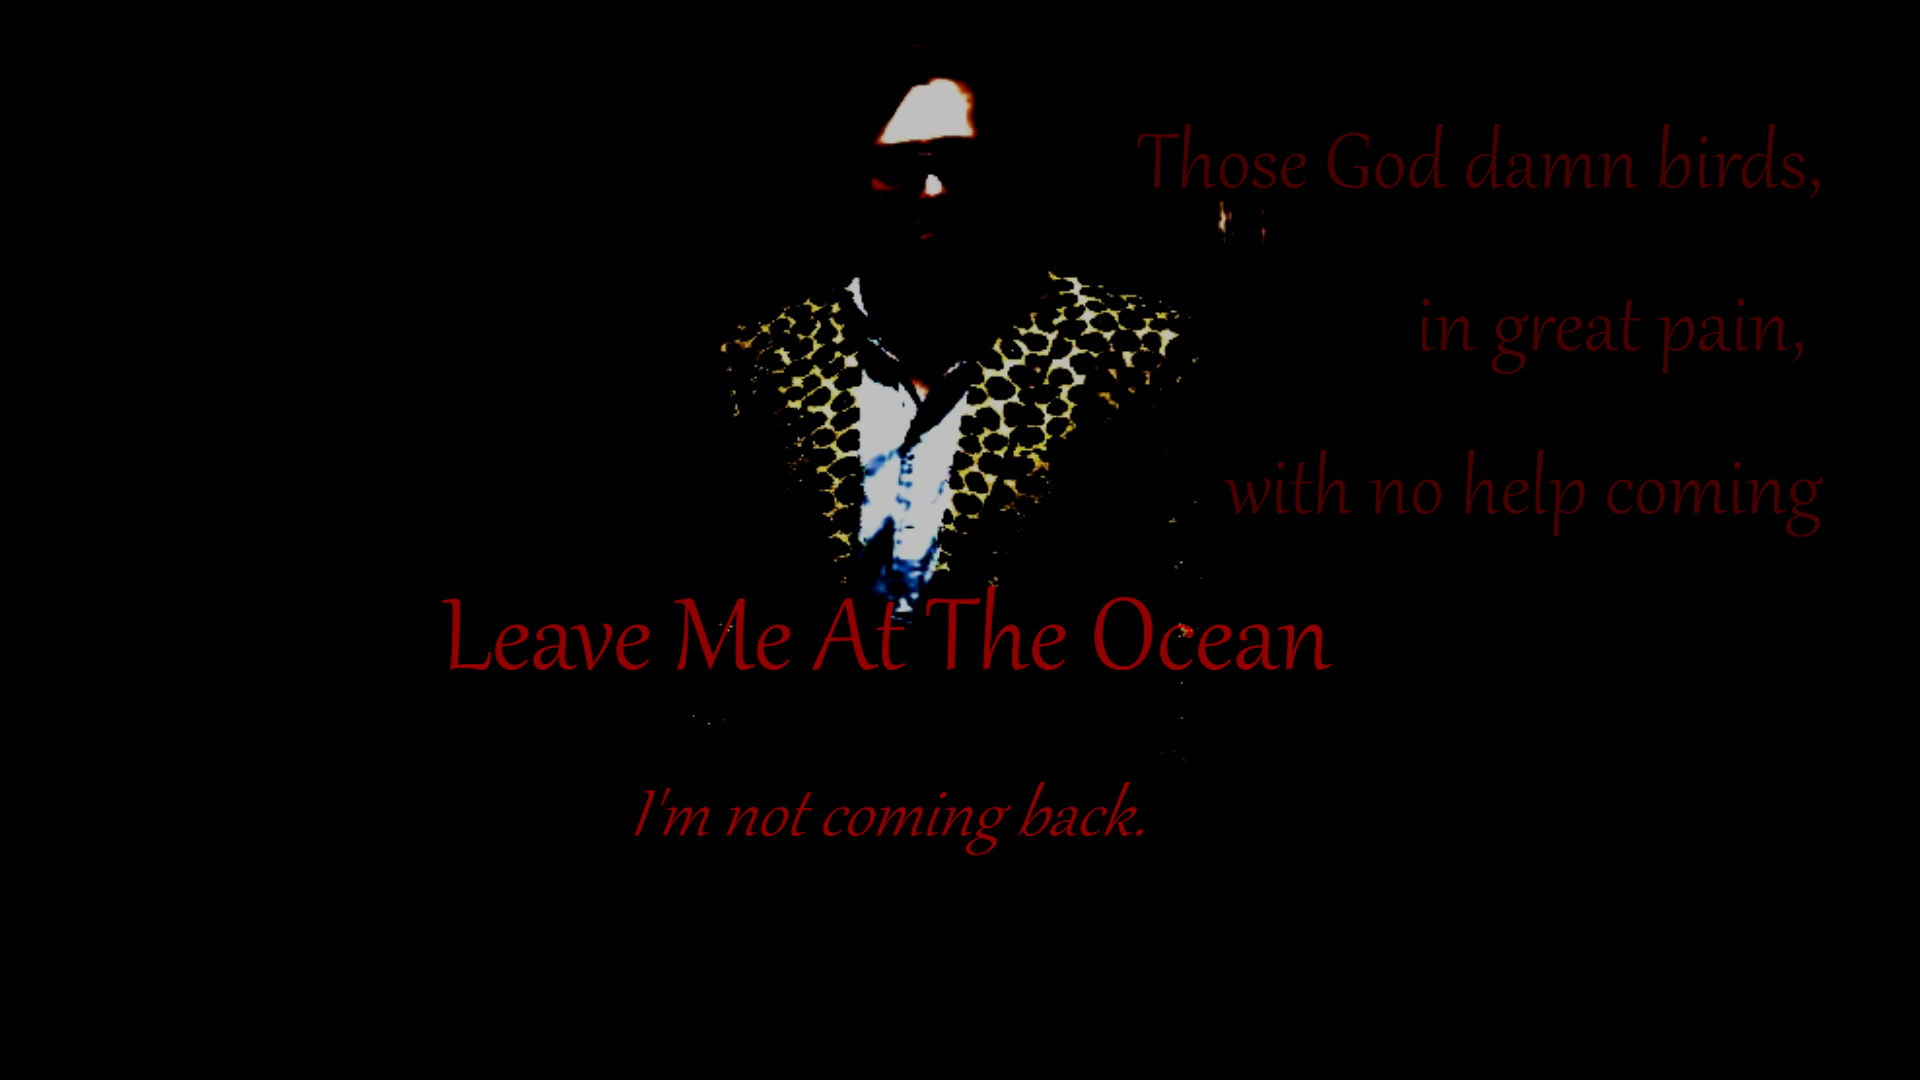 Those God damn birds,
in great pain,
with no help coming
Leave Me At The Ocean
I'm not coming back.